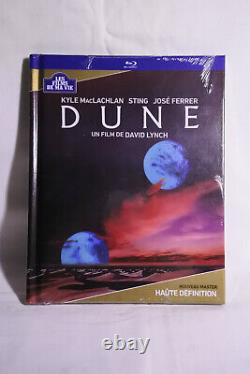 LES FILMS
DE MA VIE
KYLE MACLACHLAN STING JOSÉ FERRER
DUNE
UN FILM DE DAVID LYNCH
NOUVEAU MASTER
HAUTE DÉFINITION